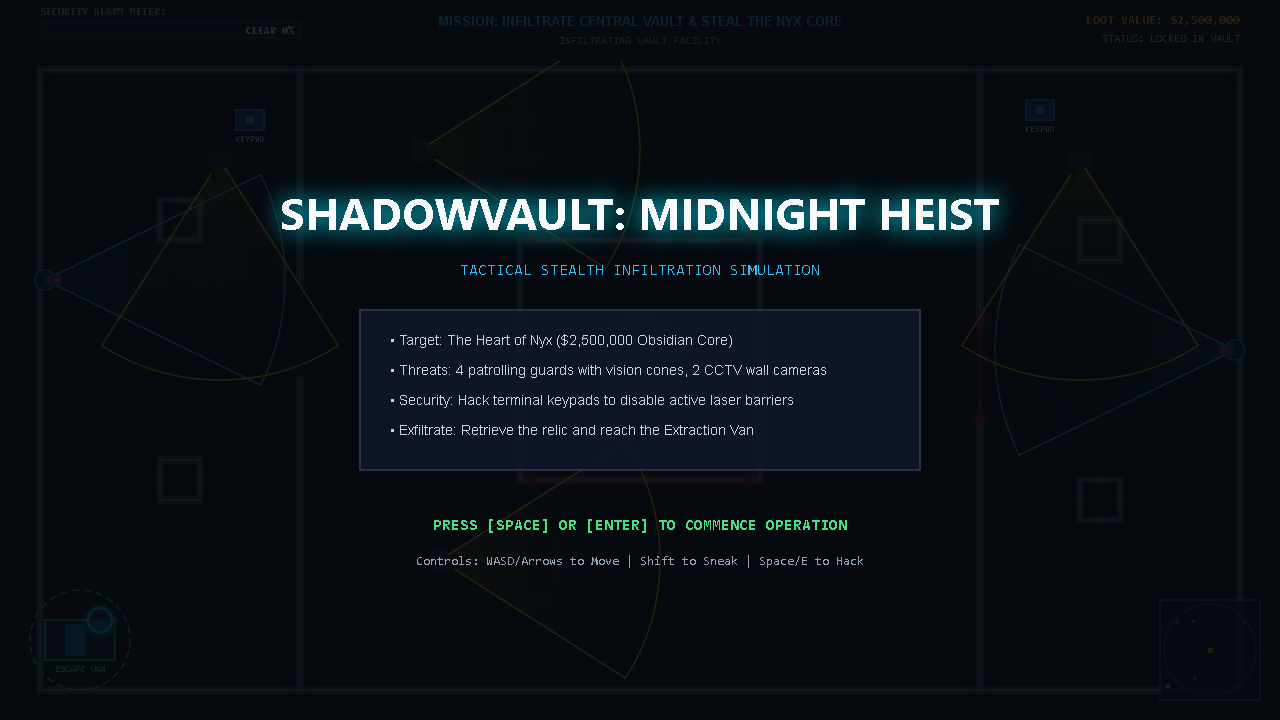 SECURITY ALARM METER:
CLEAR 0%
MISSION: INFILTRATE CENTRAL VAULT & STEAL THE NYX CORE
INFILTRATING VAULT FACILITY
LOOT VALUE: $2,500,000
STATUS: LOCKED IN VAULT
KEYPAD
KEYPAD
SHADOWVAULT: MIDNIGHT HEIST
TACTICAL STEALTH INFILTRATION SIMULATION
• Target: The Heart of Nyx ($2,500,000 Obsidian Core)
• Threats: 4 patrolling guards with vision cones, 2 CCTV wall cameras
• Security: Hack terminal keypads to disable active laser barriers
• Exfiltrate: Retrieve the relic and reach the Extraction Van
PRESS [SPACE] OR [ENTER] TO COMMENCE OPERATION
Controls: WASD/Arrows to Move | Shift to Sneak | Space/E to Hack
ESCAPE VAN